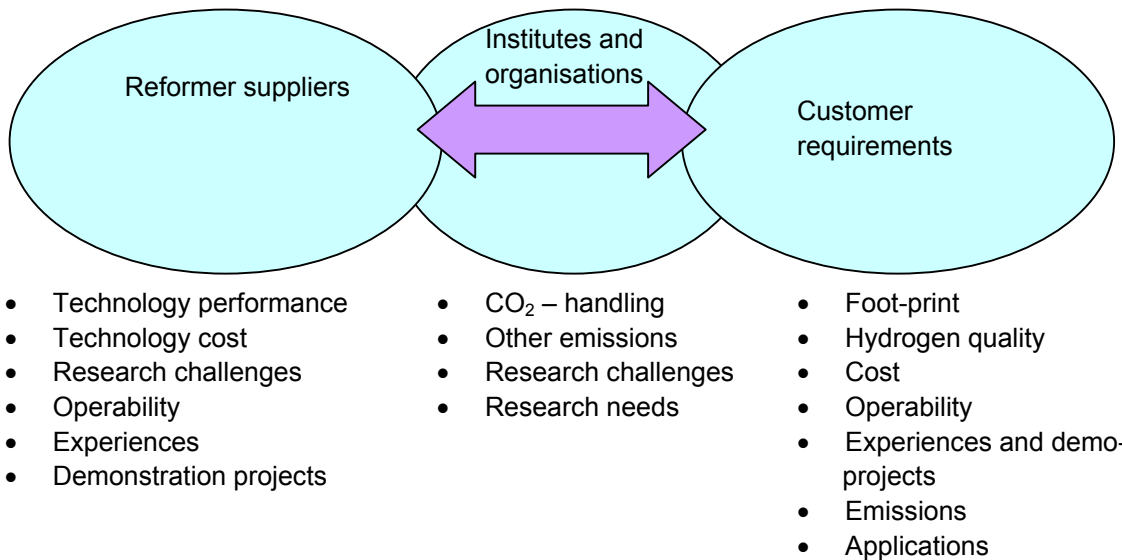 Reformer suppliers
Institutes and
organisations
Customer
requirements
• Technology performance
• Technology cost
• Research challenges
• Operability
• Experiences
• Demonstration projects
• CO₂ – handling
• Other emissions
• Research challenges
• Research needs
• Foot-print
• Hydrogen quality
• Cost
• Operability
• Experiences and demo-
projects
• Emissions
• Applications